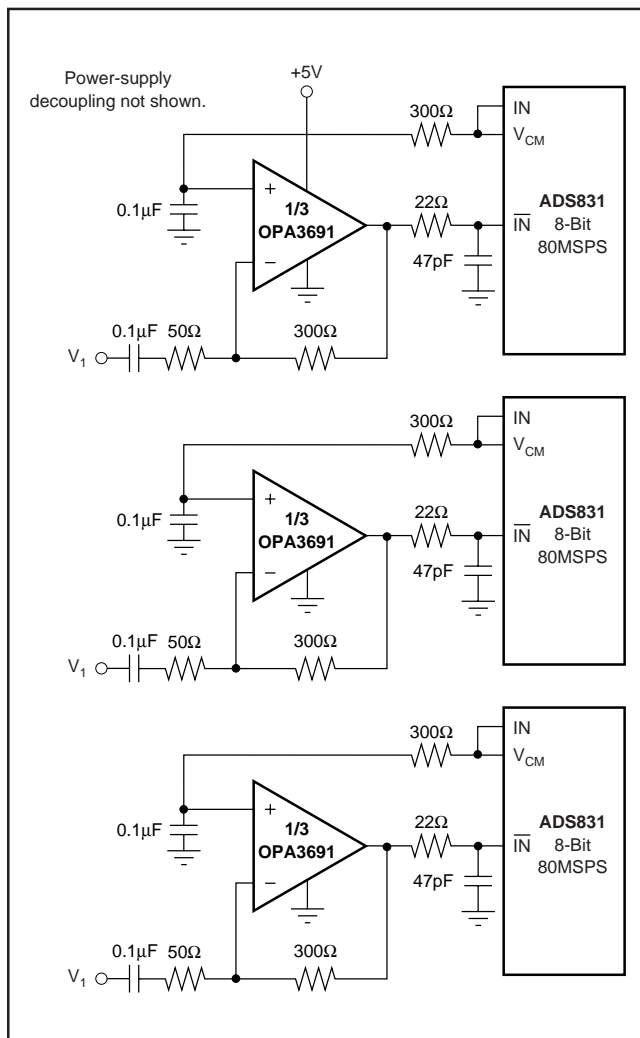 Power-supply
decoupling not shown.
+5V
300Ω
IN
V_CM
0.1µF
+
1/3
OPA3691
−
22Ω
IN
47pF
ADS831
8-Bit
80MSPS
0.1µF
50Ω
300Ω
V₁
300Ω
IN
V_CM
0.1µF
+
1/3
OPA3691
−
22Ω
IN
47pF
ADS831
8-Bit
80MSPS
0.1µF
50Ω
300Ω
V₁
300Ω
IN
V_CM
0.1µF
+
1/3
OPA3691
−
22Ω
IN
47pF
ADS831
8-Bit
80MSPS
0.1µF
50Ω
300Ω
V₁